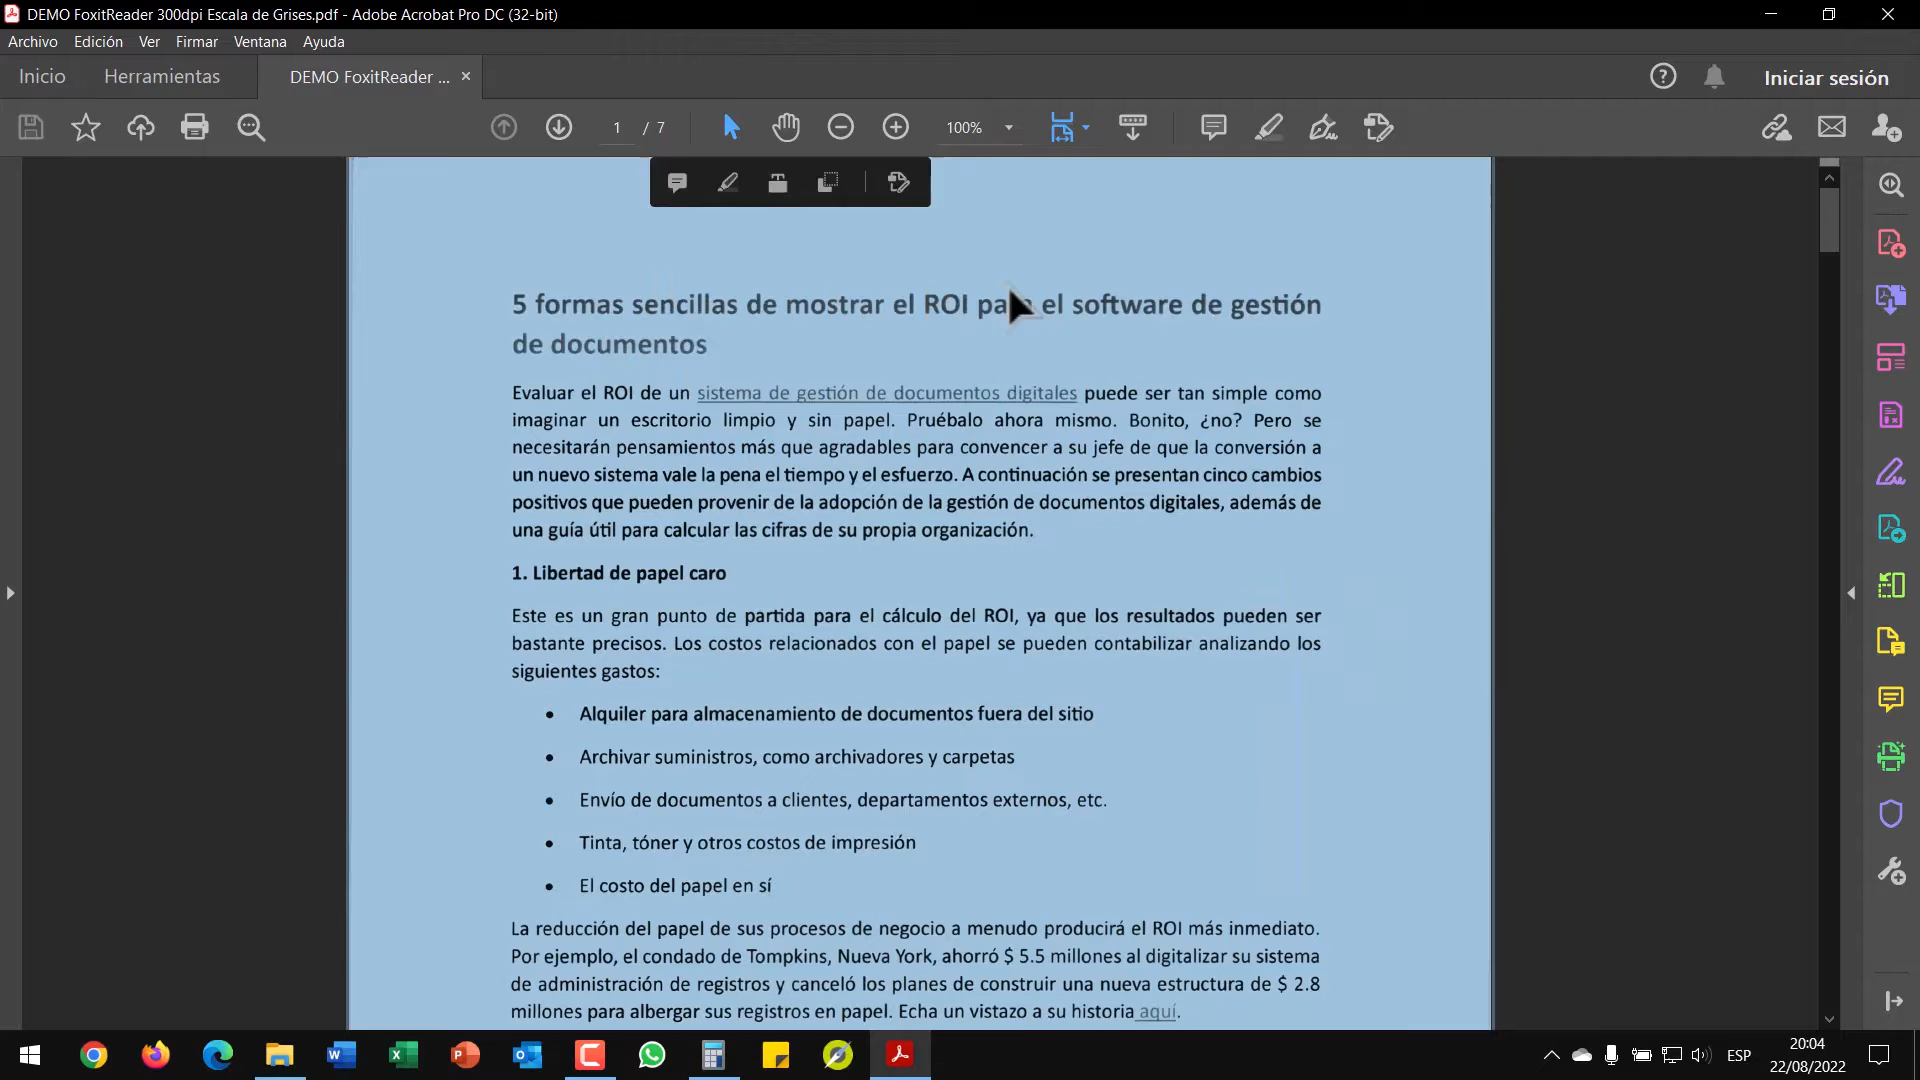 DEMO FoxitReader 300dpi Escala de Grises.pdf - Adobe Acrobat Pro DC (32-bit)
Archivo Edición Ver Firmar Ventana Ayuda
Inicio Herramientas DEMO FoxitReader ... × Iniciar sesión
1 / 7 100%
5 formas sencillas de mostrar el ROI para el software de gestión
de documentos
Evaluar el ROI de un sistema de gestión de documentos digitales puede ser tan simple como
imaginar un escritorio limpio y sin papel. Pruébalo ahora mismo. Bonito, ¿no? Pero se
necesitarán pensamientos más que agradables para convencer a su jefe de que la conversión a
un nuevo sistema vale la pena el tiempo y el esfuerzo. A continuación se presentan cinco cambios
positivos que pueden provenir de la adopción de la gestión de documentos digitales, además de
una guía útil para calcular las cifras de su propia organización.
1. Libertad de papel caro
Este es un gran punto de partida para el cálculo del ROI, ya que los resultados pueden ser
bastante precisos. Los costos relacionados con el papel se pueden contabilizar analizando los
siguientes gastos:
• Alquiler para almacenamiento de documentos fuera del sitio
• Archivar suministros, como archivadores y carpetas
• Envío de documentos a clientes, departamentos externos, etc.
• Tinta, tóner y otros costos de impresión
• El costo del papel en sí
La reducción del papel de sus procesos de negocio a menudo producirá el ROI más inmediato.
Por ejemplo, el condado de Tompkins, Nueva York, ahorró $ 5.5 millones al digitalizar su sistema
de administración de registros y canceló los planes de construir una nueva estructura de $ 2.8
millones para albergar sus registros en papel. Echa un vistazo a su historia aquí.
ESP
20:04
22/08/2022